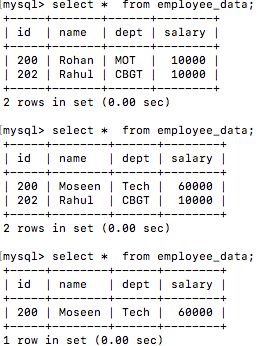 [mysql> select *  from employee_data;
+-----+-------+------+--------+
| id  | name  | dept | salary |
+-----+-------+------+--------+
| 200 | Rohan | MOT  |  10000 |
| 202 | Rahul | CBGT |  10000 |
+-----+-------+------+--------+
2 rows in set (0.00 sec)
[mysql> select *  from employee_data;
+-----+--------+------+--------+
| id  | name   | dept | salary |
+-----+--------+------+--------+
| 200 | Moseen | Tech |  60000 |
| 202 | Rahul  | CBGT |  10000 |
+-----+--------+------+--------+
2 rows in set (0.00 sec)
[mysql> select *  from employee_data;
+-----+--------+------+--------+
| id  | name   | dept | salary |
+-----+--------+------+--------+
| 200 | Moseen | Tech |  60000 |
+-----+--------+------+--------+
1 row in set (0.00 sec)